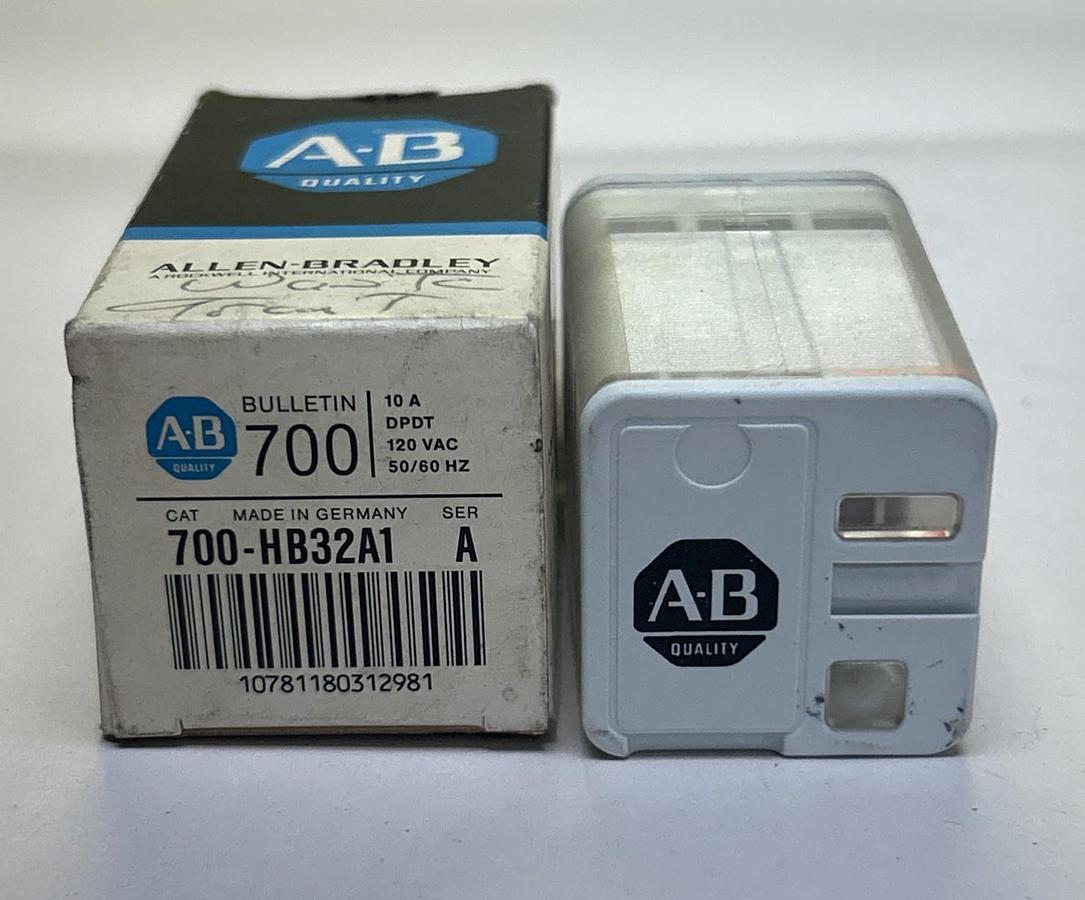 A-B
QUALITY
ALLEN-BRADLEY
A ROCKWELL INTERNATIONAL COMPANY
A-B
QUALITY
BULLETIN
700
10 A
DPDT
120 VAC
50/60 HZ
CAT MADE IN GERMANY SER
700-HB32A1 A
10781180312981
A-B
QUALITY